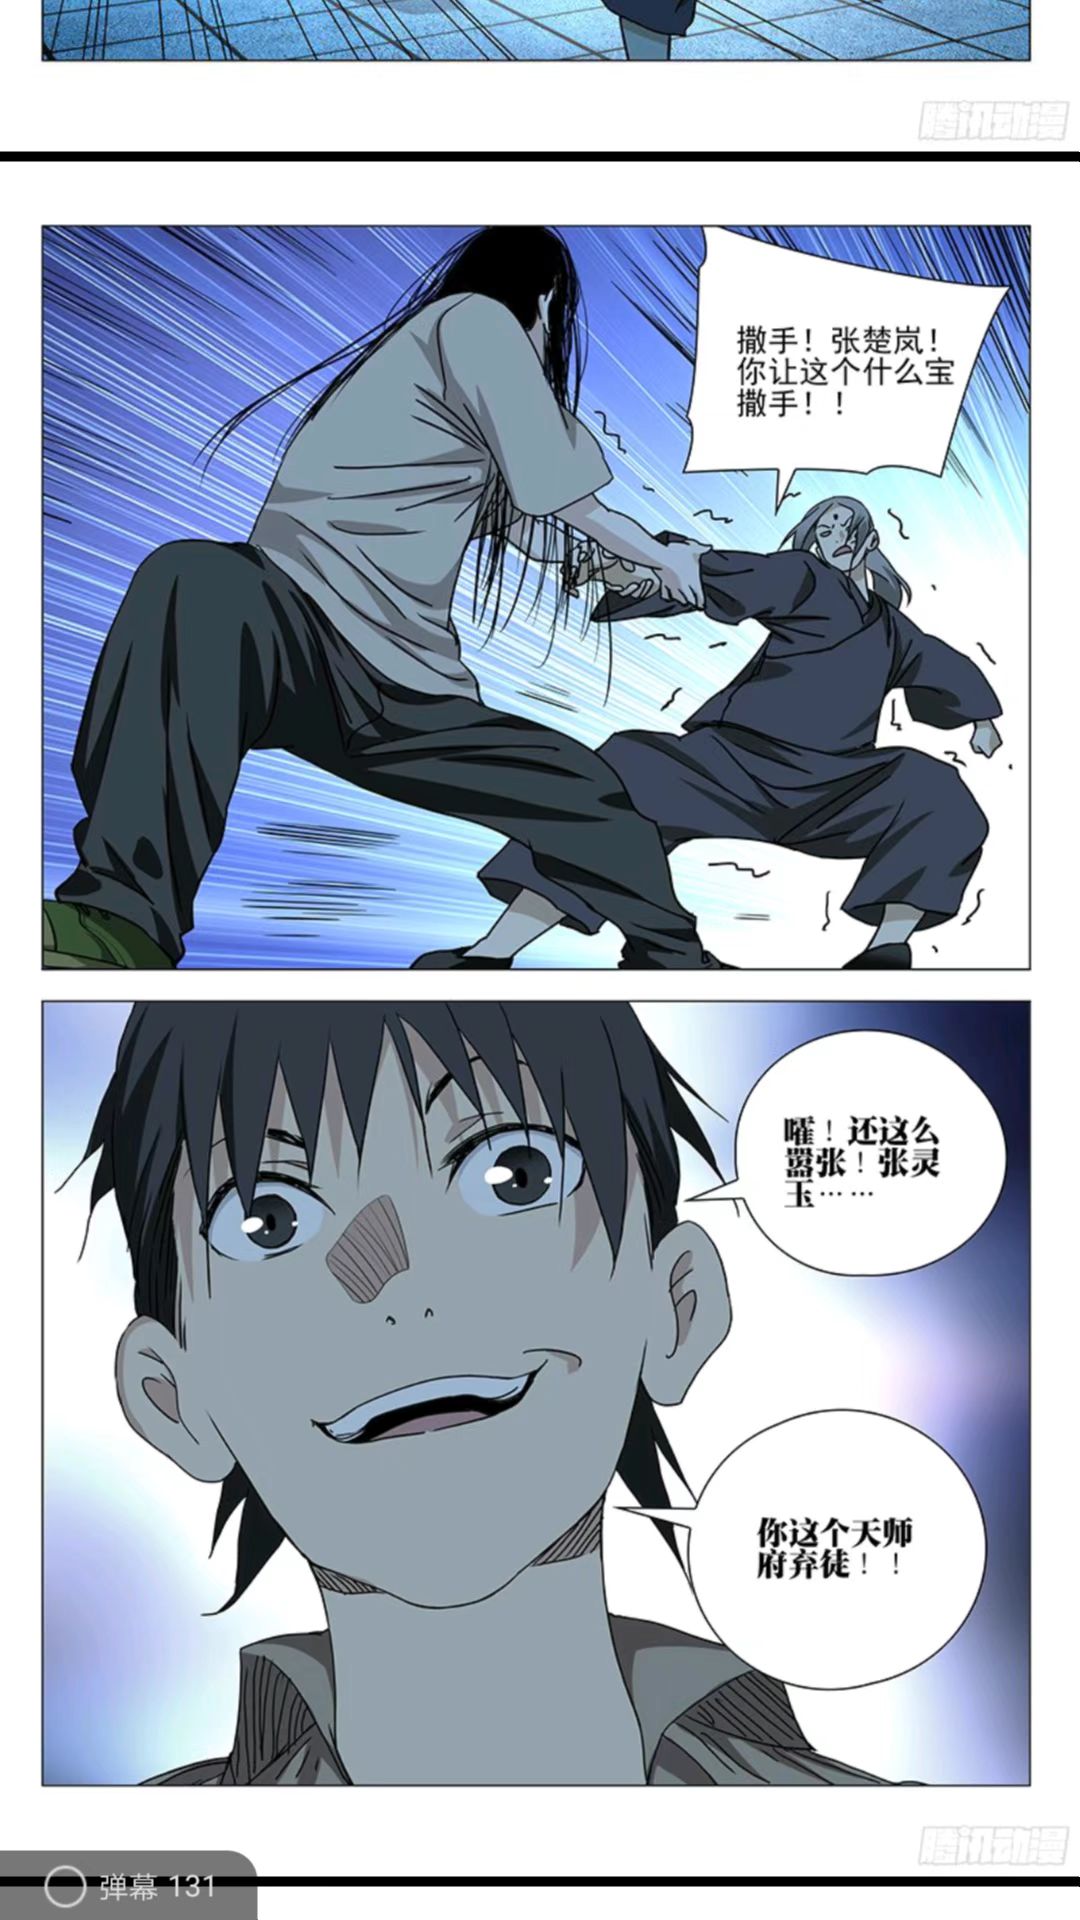 腾讯动漫
撒手！张楚岚！
你让这个什么宝
撒手！！
嚯！还这么
嚣张！张灵
玉……
你这个天师
府弃徒！！
腾讯动漫
弹幕 131